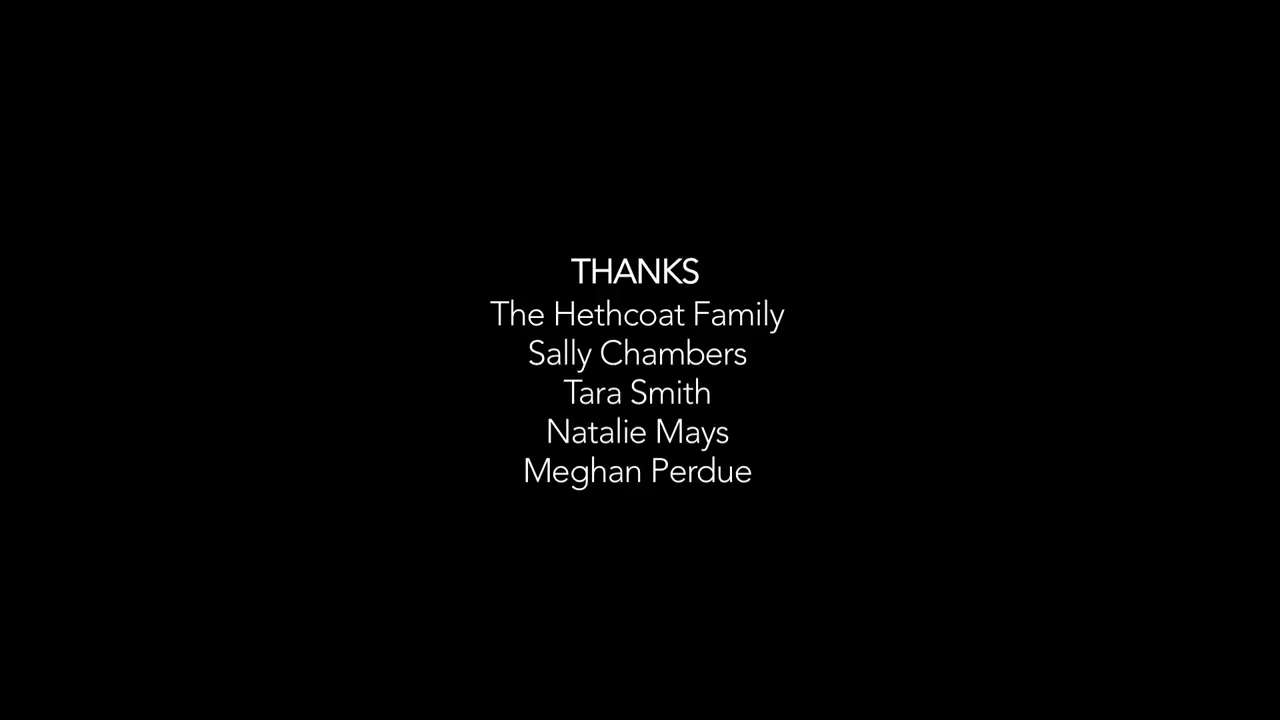 THANKS
The Hethcoat Family
Sally Chambers
Tara Smith
Natalie Mays
Meghan Perdue